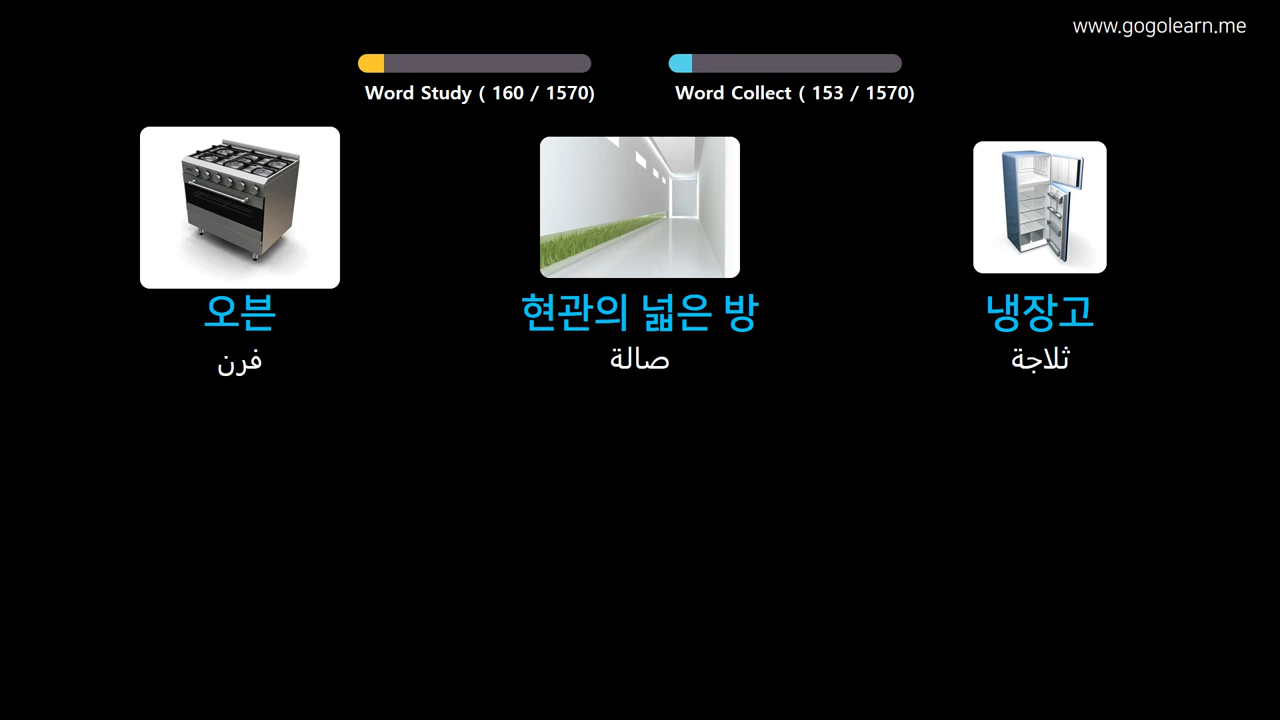 www.gogolearn.me
Word Study ( 160 / 1570)
Word Collect ( 153 / 1570)
오븐
현관의 넓은 방
냉장고
فرن
صالة
ثلاجة